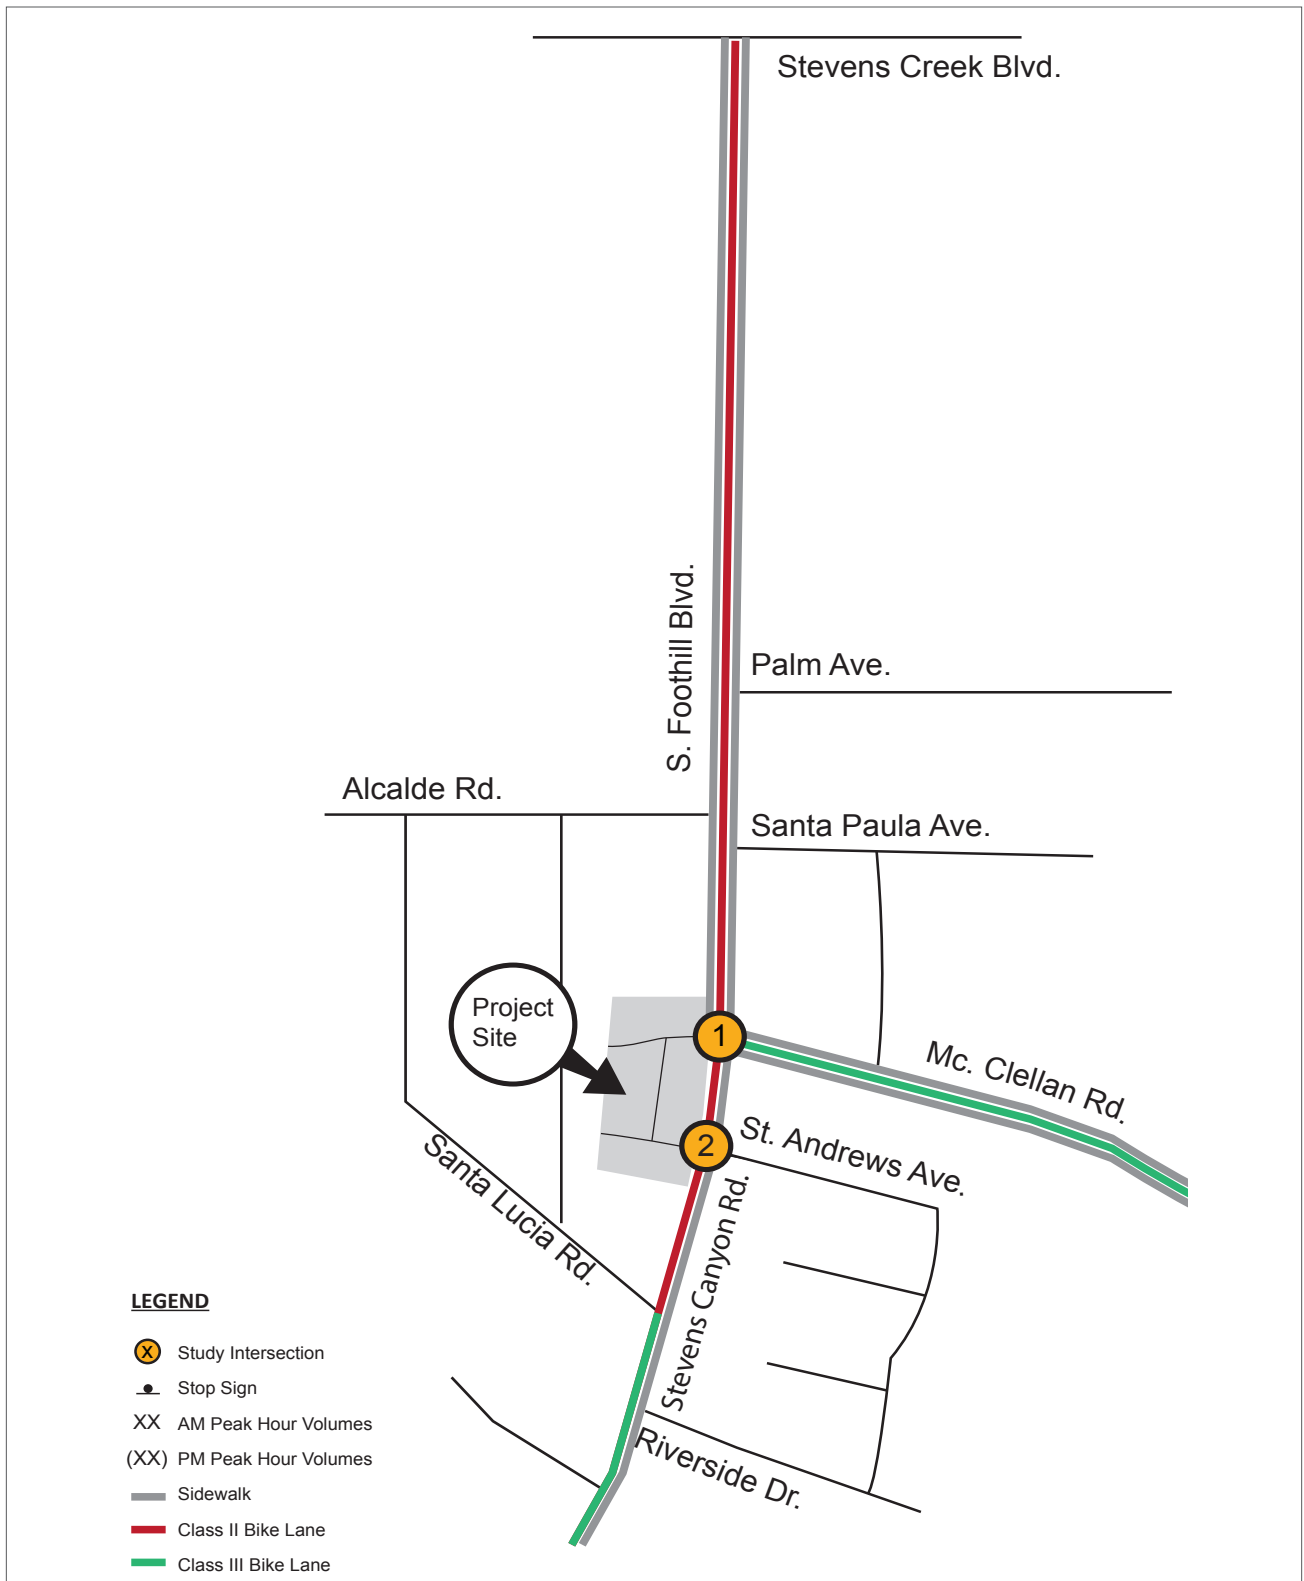 Stevens Creek Blvd.
S. Foothill Blvd.
Palm Ave.
Alcalde Rd.
Santa Paula Ave.
Project
Site
1
Mc. Clellan Rd.
2
St. Andrews Ave.
Santa Lucia Rd.
Stevens Canyon Rd.
Riverside Dr.
LEGEND
X Study Intersection
Stop Sign
XX AM Peak Hour Volumes
(XX) PM Peak Hour Volumes
Sidewalk
Class II Bike Lane
Class III Bike Lane